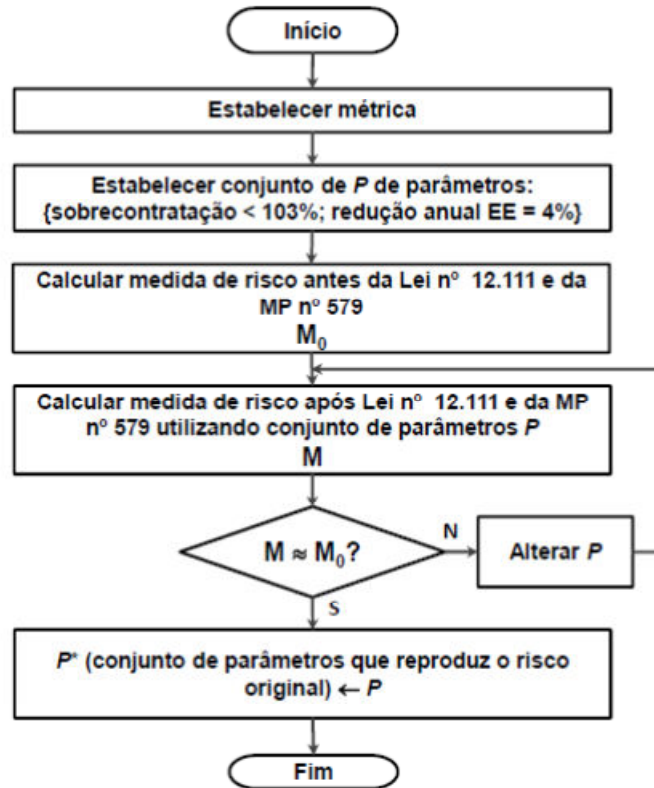 Início
Estabelecer métrica
Estabelecer conjunto de P de parâmetros:
{sobrecontratação < 103%; redução anual EE = 4%}
Calcular medida de risco antes da Lei nº 12.111 e da
MP nº 579
M₀
Calcular medida de risco após Lei nº 12.111 e da MP
nº 579 utilizando conjunto de parâmetros P
M
M ≈ M₀?
N
Alterar P
S
P* (conjunto de parâmetros que reproduz o risco
original) ← P
Fim